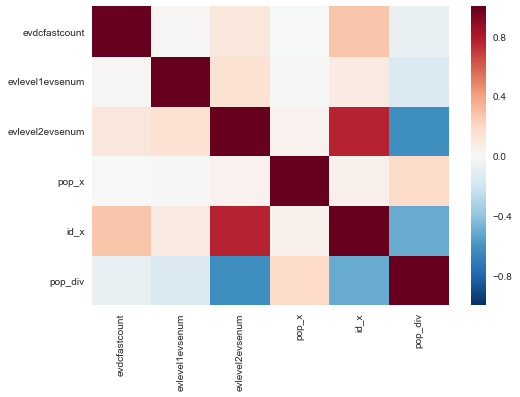 evdcfastcount
evlevel1evsenum
evlevel2evsenum
pop_x
id_x
pop_div
evdcfastcount
evlevel1evsenum
evlevel2evsenum
pop_x
id_x
pop_div
0.8
0.4
0.0
−0.4
−0.8